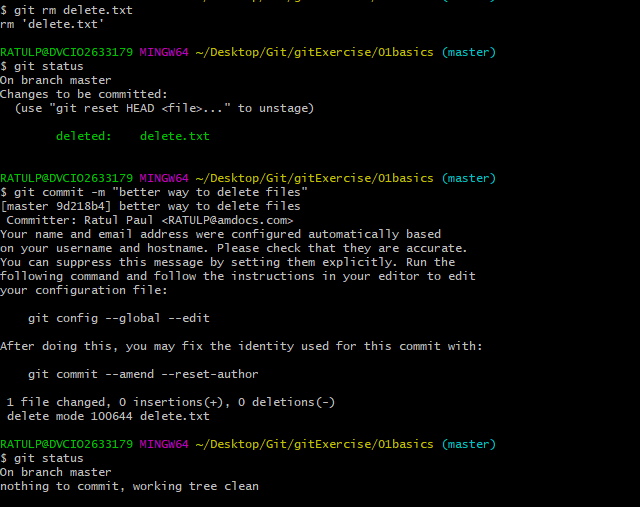 $ git rm delete.txt
rm 'delete.txt'
RATULP@DVCIO2633179 MINGW64 ~/Desktop/Git/gitExercise/01basics (master)
$ git status
On branch master
Changes to be committed:
  (use "git reset HEAD <file>..." to unstage)
        deleted:    delete.txt
RATULP@DVCIO2633179 MINGW64 ~/Desktop/Git/gitExercise/01basics (master)
$ git commit -m "better way to delete files"
[master 9d218b4] better way to delete files
 Committer: Ratul Paul <RATULP@amdocs.com>
Your name and email address were configured automatically based
on your username and hostname. Please check that they are accurate.
You can suppress this message by setting them explicitly. Run the
following command and follow the instructions in your editor to edit
your configuration file:
    git config --global --edit
After doing this, you may fix the identity used for this commit with:
    git commit --amend --reset-author
 1 file changed, 0 insertions(+), 0 deletions(-)
 delete mode 100644 delete.txt
RATULP@DVCIO2633179 MINGW64 ~/Desktop/Git/gitExercise/01basics (master)
$ git status
On branch master
nothing to commit, working tree clean